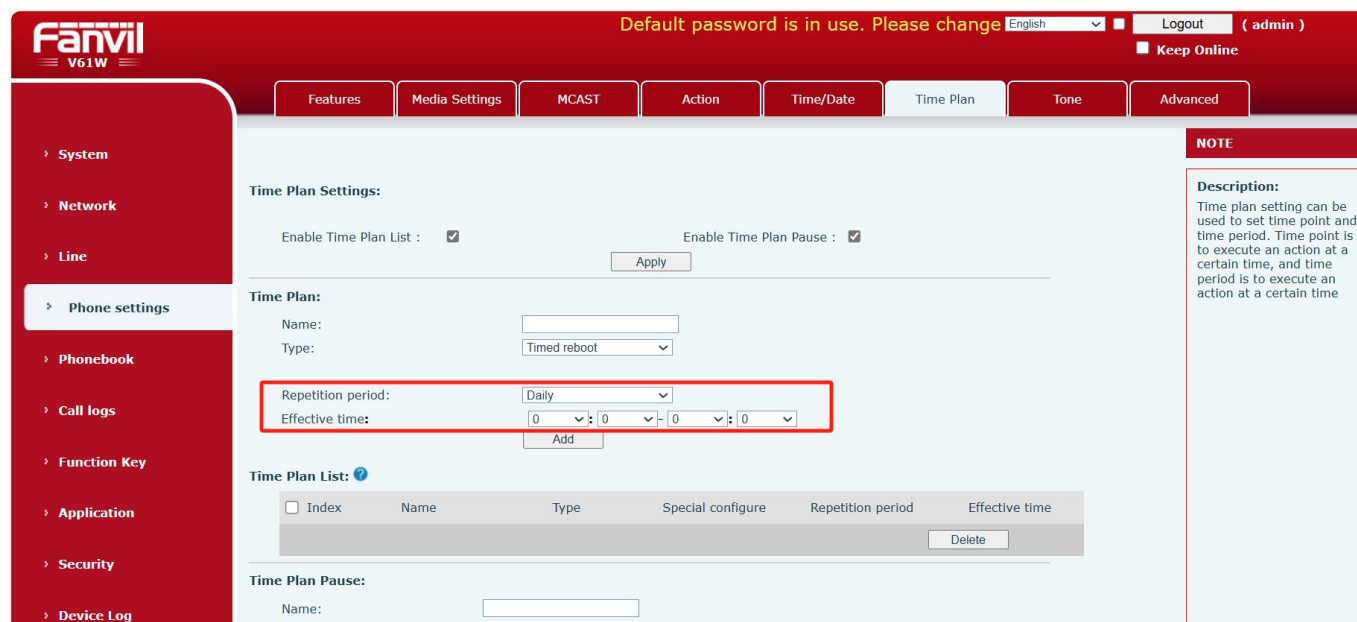 Fanvil
V61W
Default password is in use. Please change English Logout ( admin )
Keep Online
Features Media Settings MCAST Action Time/Date Time Plan Tone Advanced
› System
› Network
› Line
› Phone settings
› Phonebook
› Call logs
› Function Key
› Application
› Security
› Device Log
Time Plan Settings:
Enable Time Plan List : Enable Time Plan Pause :
Apply
Time Plan:
Name:
Type: Timed reboot
Repetition period: Daily
Effective time: 0 : 0 - 0 : 0
Add
Time Plan List: ?
Index Name Type Special configure Repetition period Effective time
Delete
Time Plan Pause:
Name:
NOTE
Description:
Time plan setting can be
used to set time point and
time period. Time point is
to execute an action at a
certain time, and time
period is to execute an
action at a certain time